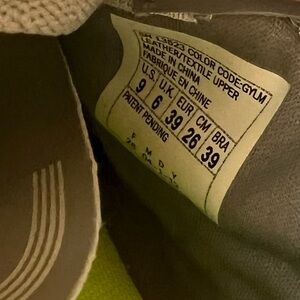 COLOR CODE-GYLM
LEATHER/TEXTILE UPPER
MADE IN CHINA
FABRIQUE EN CHINE
U.S. U.K. EUR CM BRA
9 6 39 26 39
PATENT PENDING
F M D Y